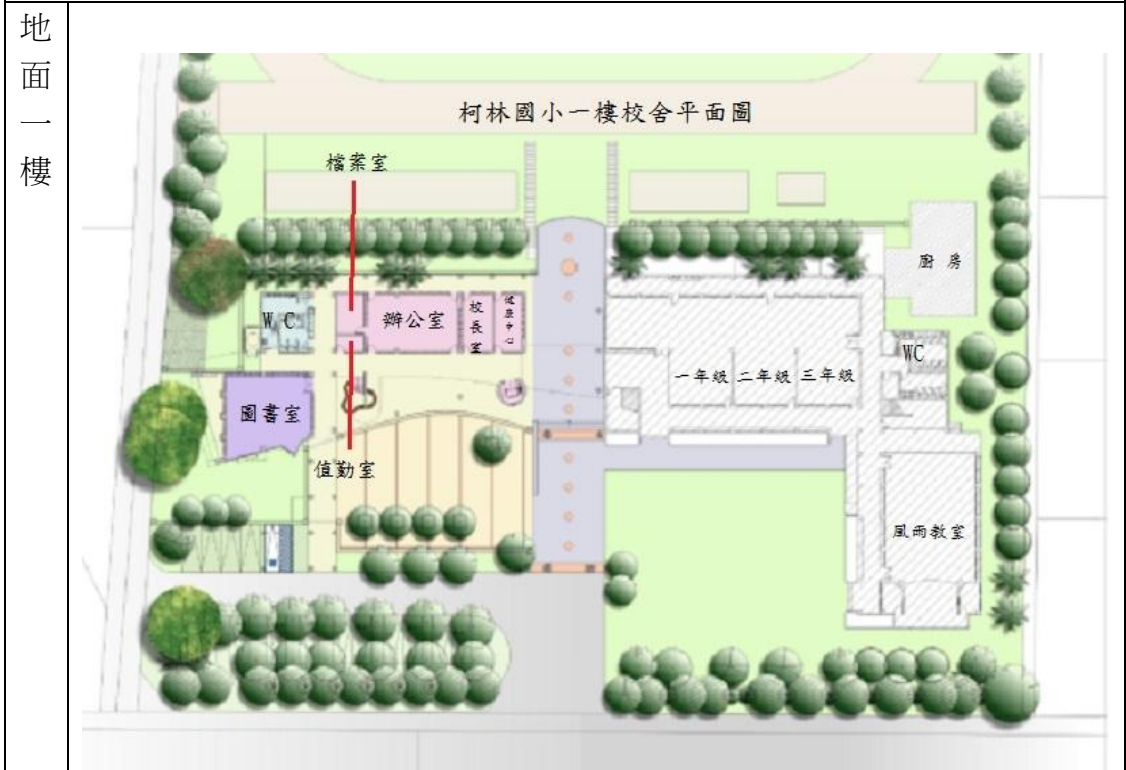 地面一樓
柯林國小一樓校舍平面圖
檔案室
廚房
WC
辦公室
校長室
健康中心
一年級
二年級
三年級
WC
圖書室
值勤室
風雨教室